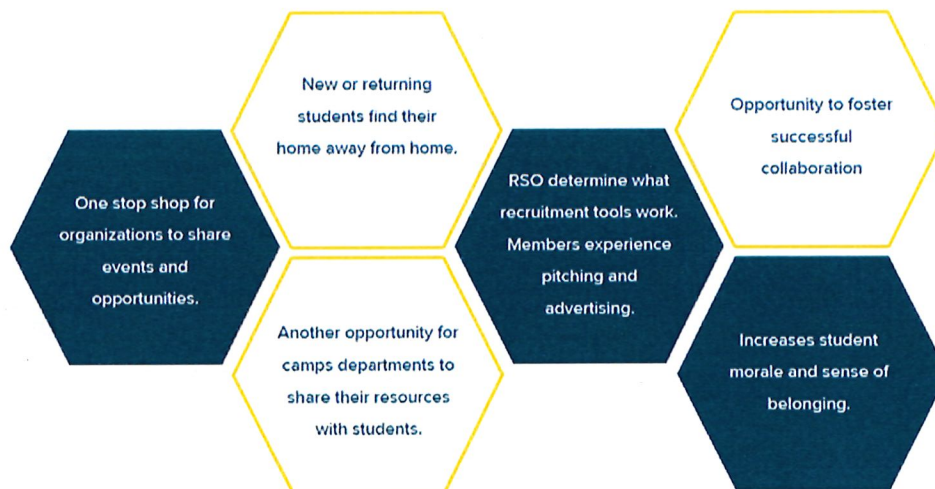 One stop shop for
organizations to share
events and
opportunities.
New or returning
students find their
home away from home.
Another opportunity for
camps departments to
share their resources
with students.
RSO determine what
recruitment tools work.
Members experience
pitching and
advertising.
Opportunity to foster
successful
collaboration
Increases student
morale and sense of
belonging.